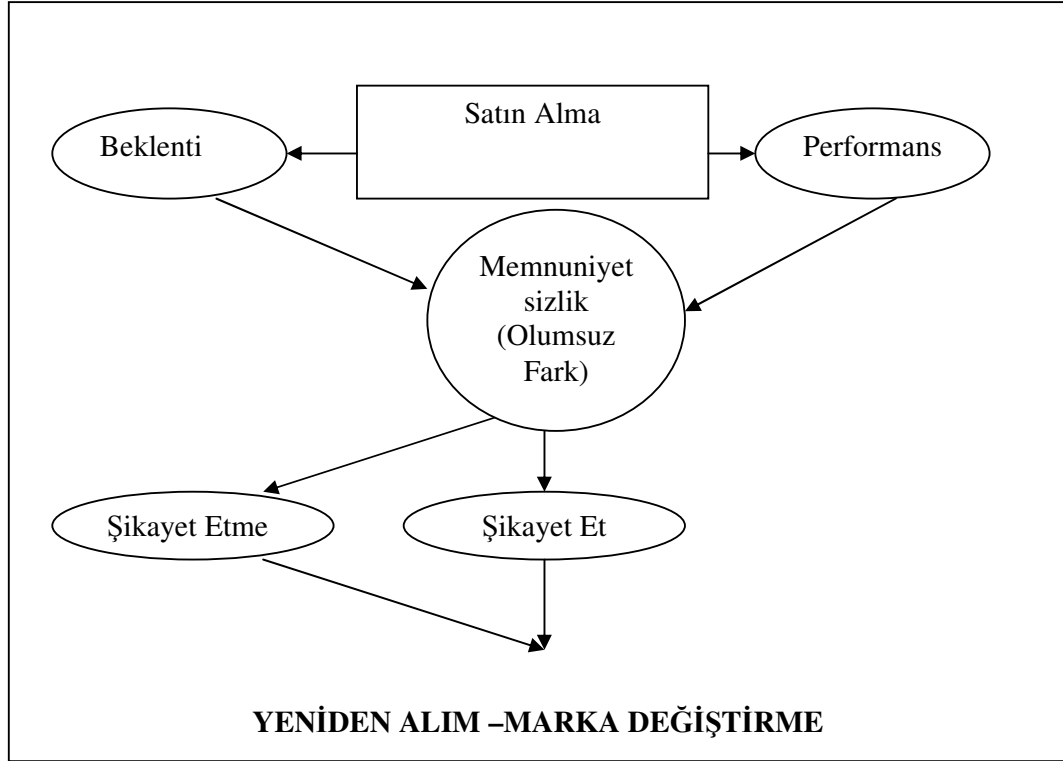 Satın Alma
Beklenti
Performans
Memnuniyet
sizlik
(Olumsuz
Fark)
Şikayet Etme
Şikayet Et
YENİDEN ALIM –MARKA DEĞİŞTİRME